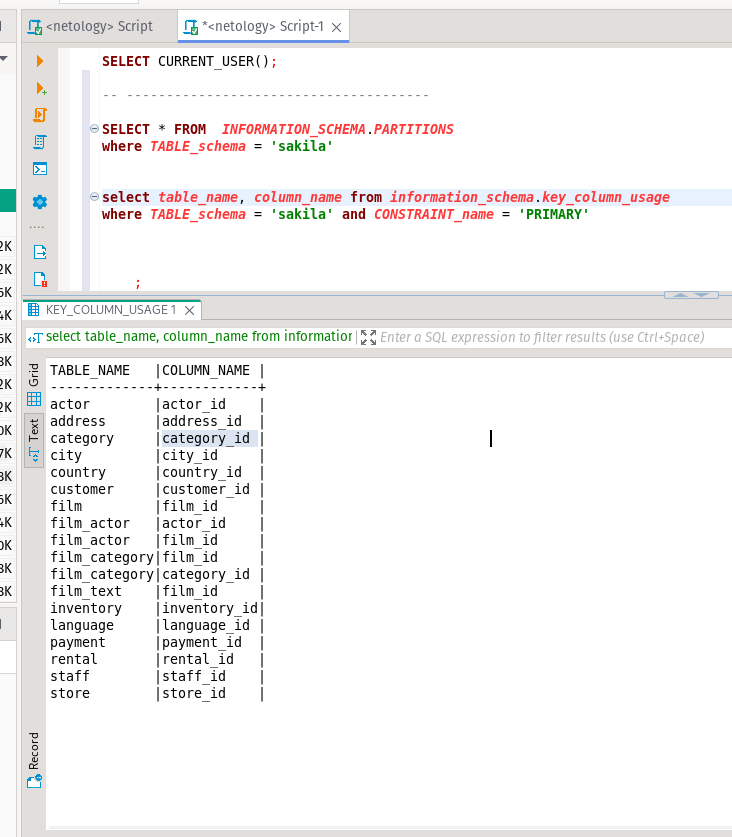 <netology> Script
*<netology> Script-1
SELECT CURRENT_USER();
-- --------------------------------------
SELECT * FROM  INFORMATION_SCHEMA.PARTITIONS
where TABLE_schema = 'sakila'
select table_name, column_name from information_schema.key_column_usage
where TABLE_schema = 'sakila' and CONSTRAINT_name = 'PRIMARY'
;
2K
2K
6K
4K
6K
3K
2K
2K
0K
7K
3K
6K
4K
0K
3K
3K
KEY_COLUMN_USAGE 1
select table_name, column_name from information
Enter a SQL expression to filter results (use Ctrl+Space)
Grid
Text
Record
TABLE_NAME   |COLUMN_NAME |
-------------+------------+
actor        |actor_id    |
address      |address_id  |
category     |category_id |
city         |city_id     |
country      |country_id  |
customer     |customer_id |
film         |film_id     |
film_actor   |actor_id    |
film_actor   |film_id     |
film_category|film_id     |
film_category|category_id |
film_text    |film_id     |
inventory    |inventory_id|
language     |language_id |
payment      |payment_id  |
rental       |rental_id   |
staff        |staff_id    |
store        |store_id    |